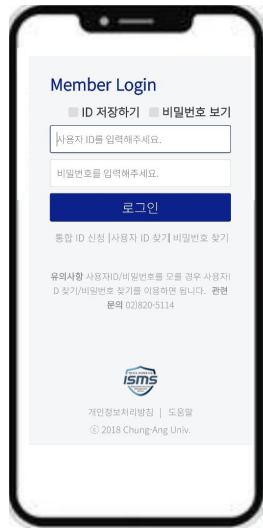 Member Login
ID 저장하기 비밀번호 보기
사용자 ID를 입력해주세요.
비밀번호를 입력해주세요.
로그인
통합 ID 신청 |사용자 ID 찾기|비밀번호 찾기
유의사항 사용자ID/비밀번호를 모를 경우 사용자I
D 찾기/비밀번호 찾기를 이용하면 됩니다. 관련
문의 02)820-5114
ISMS
개인정보처리방침 | 도움말
ⓒ 2018 Chung-Ang Univ.